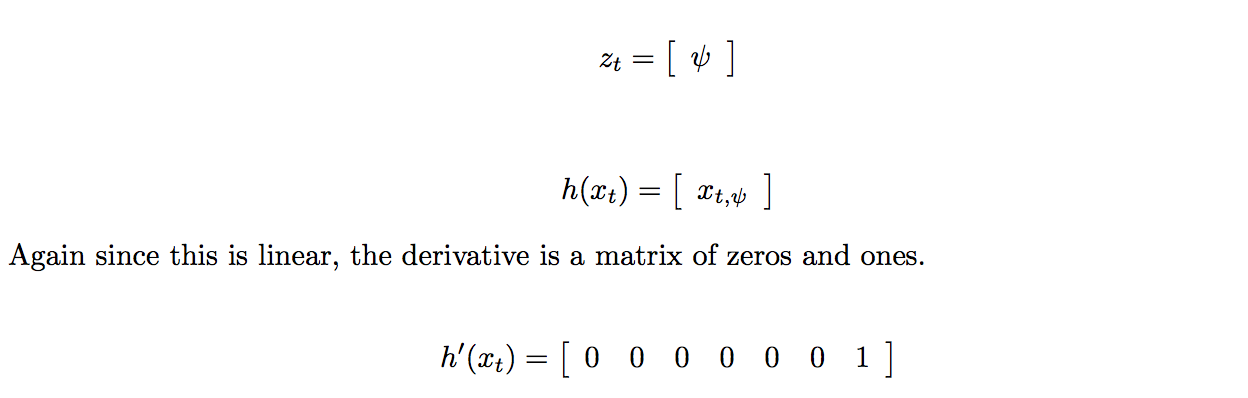 z_t = [ ψ ]
h(x_t) = [ x_{t,ψ} ]
Again since this is linear, the derivative is a matrix of zeros and ones.
h′(x_t) = [ 0 0 0 0 0 0 1 ]